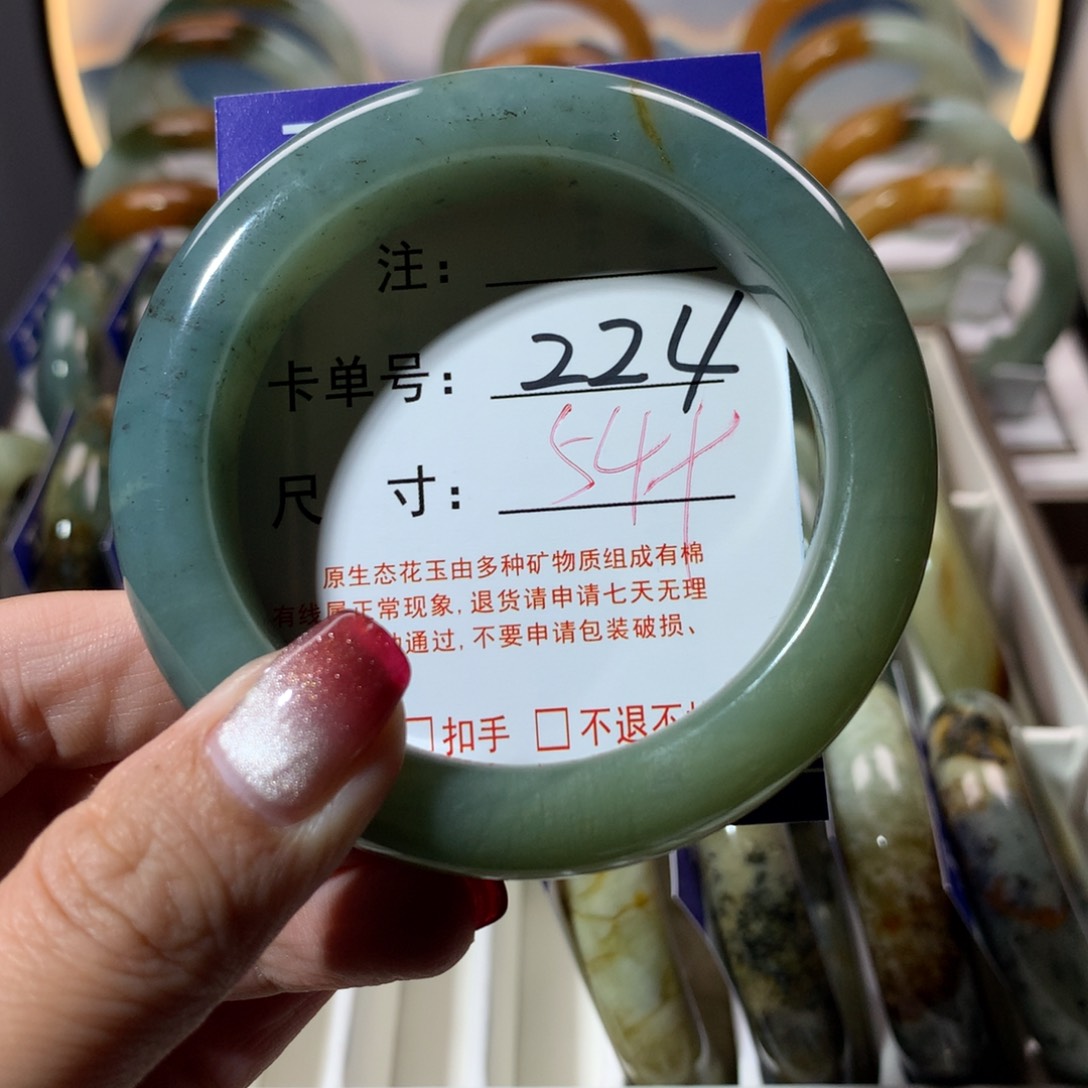 注：
卡单号：224
尺 寸：54+
原生态花玉由多种矿物质组成有棉
有线属正常现象,退货请申请七天无理
通过,不要申请包装破损、
□扣手 □不退不